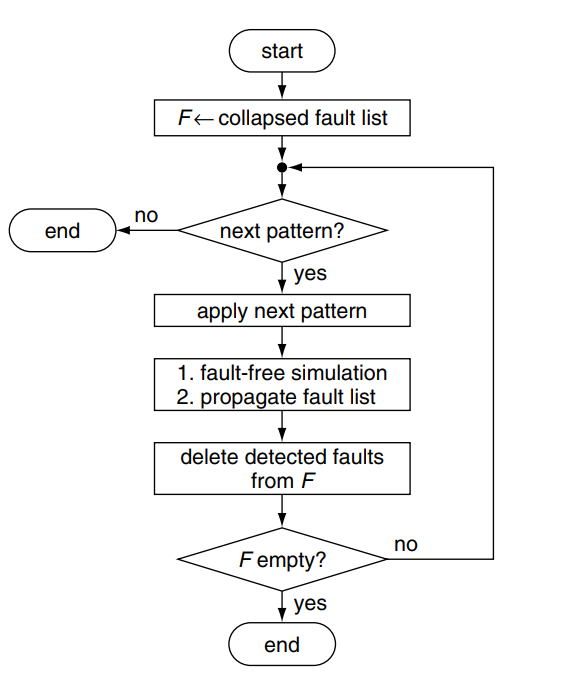 start
F←collapsed fault list
next pattern?
no
end
yes
apply next pattern
1. fault-free simulation
2. propagate fault list
delete detected faults
from F
F empty?
no
yes
end